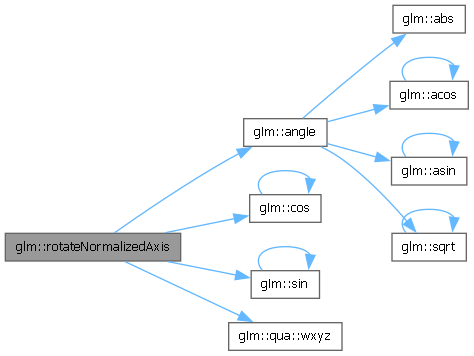 glm::rotateNormalizedAxis
glm::angle
glm::abs
glm::acos
glm::asin
glm::sqrt
glm::cos
glm::sin
glm::qua::wxyz